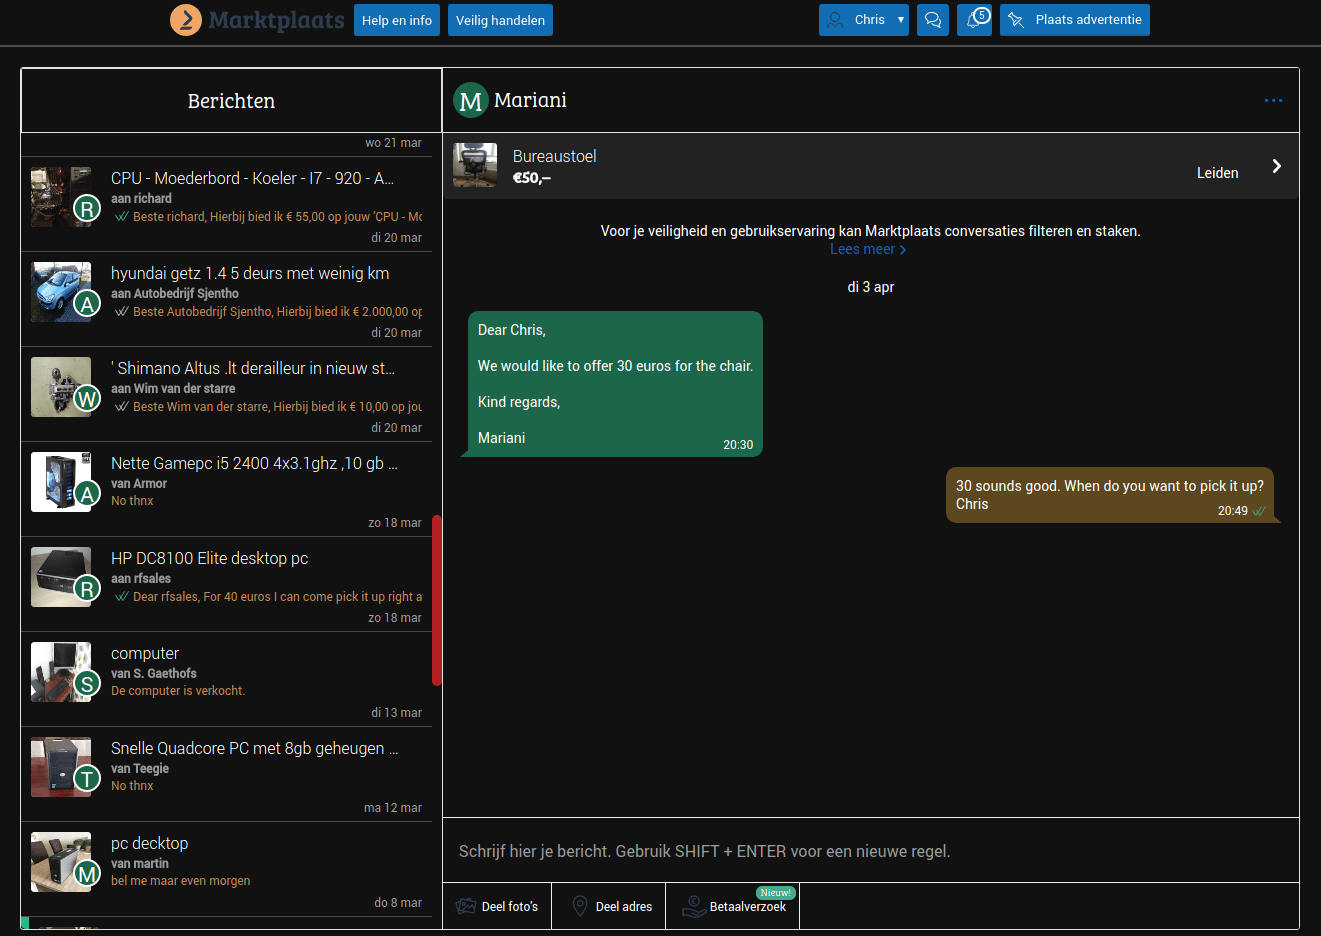 Marktplaats
Help en info
Veilig handelen
Chris
5
Plaats advertentie
Berichten
wo 21 mar
CPU - Moederbord - Koeler - I7 - 920 - A...
aan richard
R
Beste richard, Hierbij bied ik € 55,00 op jouw 'CPU - Mo
di 20 mar
hyundai getz 1.4 5 deurs met weinig km
aan Autobedrijf Sjentho
A
Beste Autobedrijf Sjentho, Hierbij bied ik € 2.000,00 op
di 20 mar
' Shimano Altus .lt derailleur in nieuw st...
aan Wim van der starre
W
Beste Wim van der starre, Hierbij bied ik € 10,00 op jou
di 20 mar
Nette Gamepc i5 2400 4x3.1ghz ,10 gb ...
van Armor
A
No thnx
zo 18 mar
HP DC8100 Elite desktop pc
aan rfsales
R
Dear rfsales, For 40 euros I can come pick it up right a
zo 18 mar
computer
van S. Gaethofs
S
De computer is verkocht.
di 13 mar
Snelle Quadcore PC met 8gb geheugen ...
van Teegie
T
No thnx
ma 12 mar
pc decktop
van martin
M
bel me maar even morgen
do 8 mar
M Mariani
...
Bureaustoel
€50,–
Leiden
Voor je veiligheid en gebruikservaring kan Marktplaats conversaties filteren en staken.
Lees meer
di 3 apr
Dear Chris,
We would like to offer 30 euros for the chair.
Kind regards,
Mariani
20:30
30 sounds good. When do you want to pick it up?
Chris
20:49
Schrijf hier je bericht. Gebruik SHIFT + ENTER voor een nieuwe regel.
Deel foto's
Deel adres
Nieuw!
Betaalverzoek